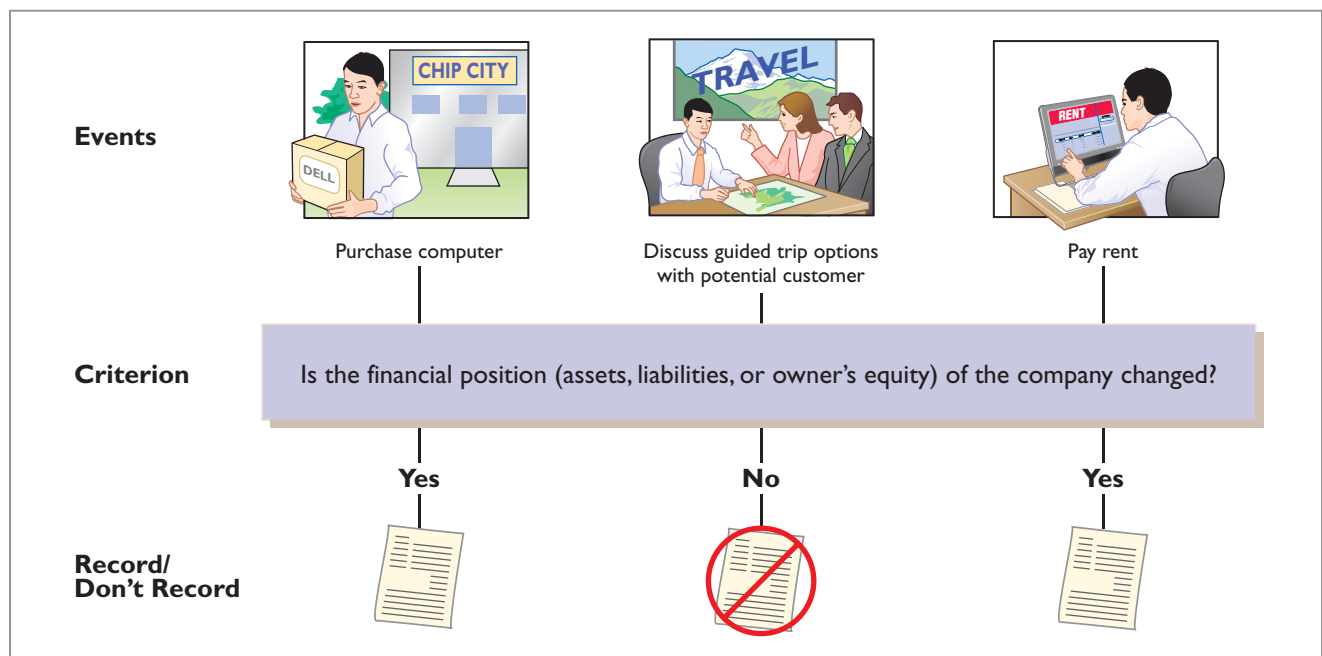 CHIP CITY
DELL
TRAVEL
RENT
Events
Purchase computer
Discuss guided trip options
with potential customer
Pay rent
Criterion
Is the financial position (assets, liabilities, or owner’s equity) of the company changed?
Yes
No
Yes
Record/
Don’t Record